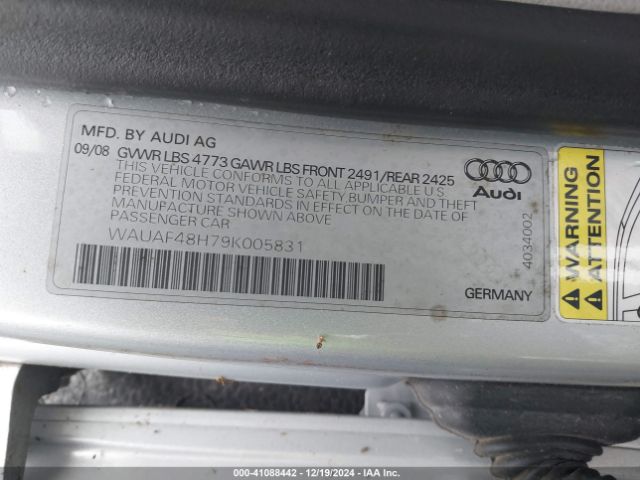 MFD. BY AUDI AG
09/08 GVWR LBS 4773 GAWR LBS FRONT 2491/REAR 2425
THIS VEHICLE CONFORMS TO ALL APPLICABLE U.S.
FEDERAL MOTOR VEHICLE SAFETY,BUMPER AND THEFT
PREVENTION STANDARDS IN EFFECT ON THE DATE OF
MANUFACTURE SHOWN ABOVE
PASSENGER CAR
WAUAF48H79K005831
Audi
4034002
GERMANY
WARNING
ATTENTION
000-41088442 - 12/19/2024 - IAA Inc.